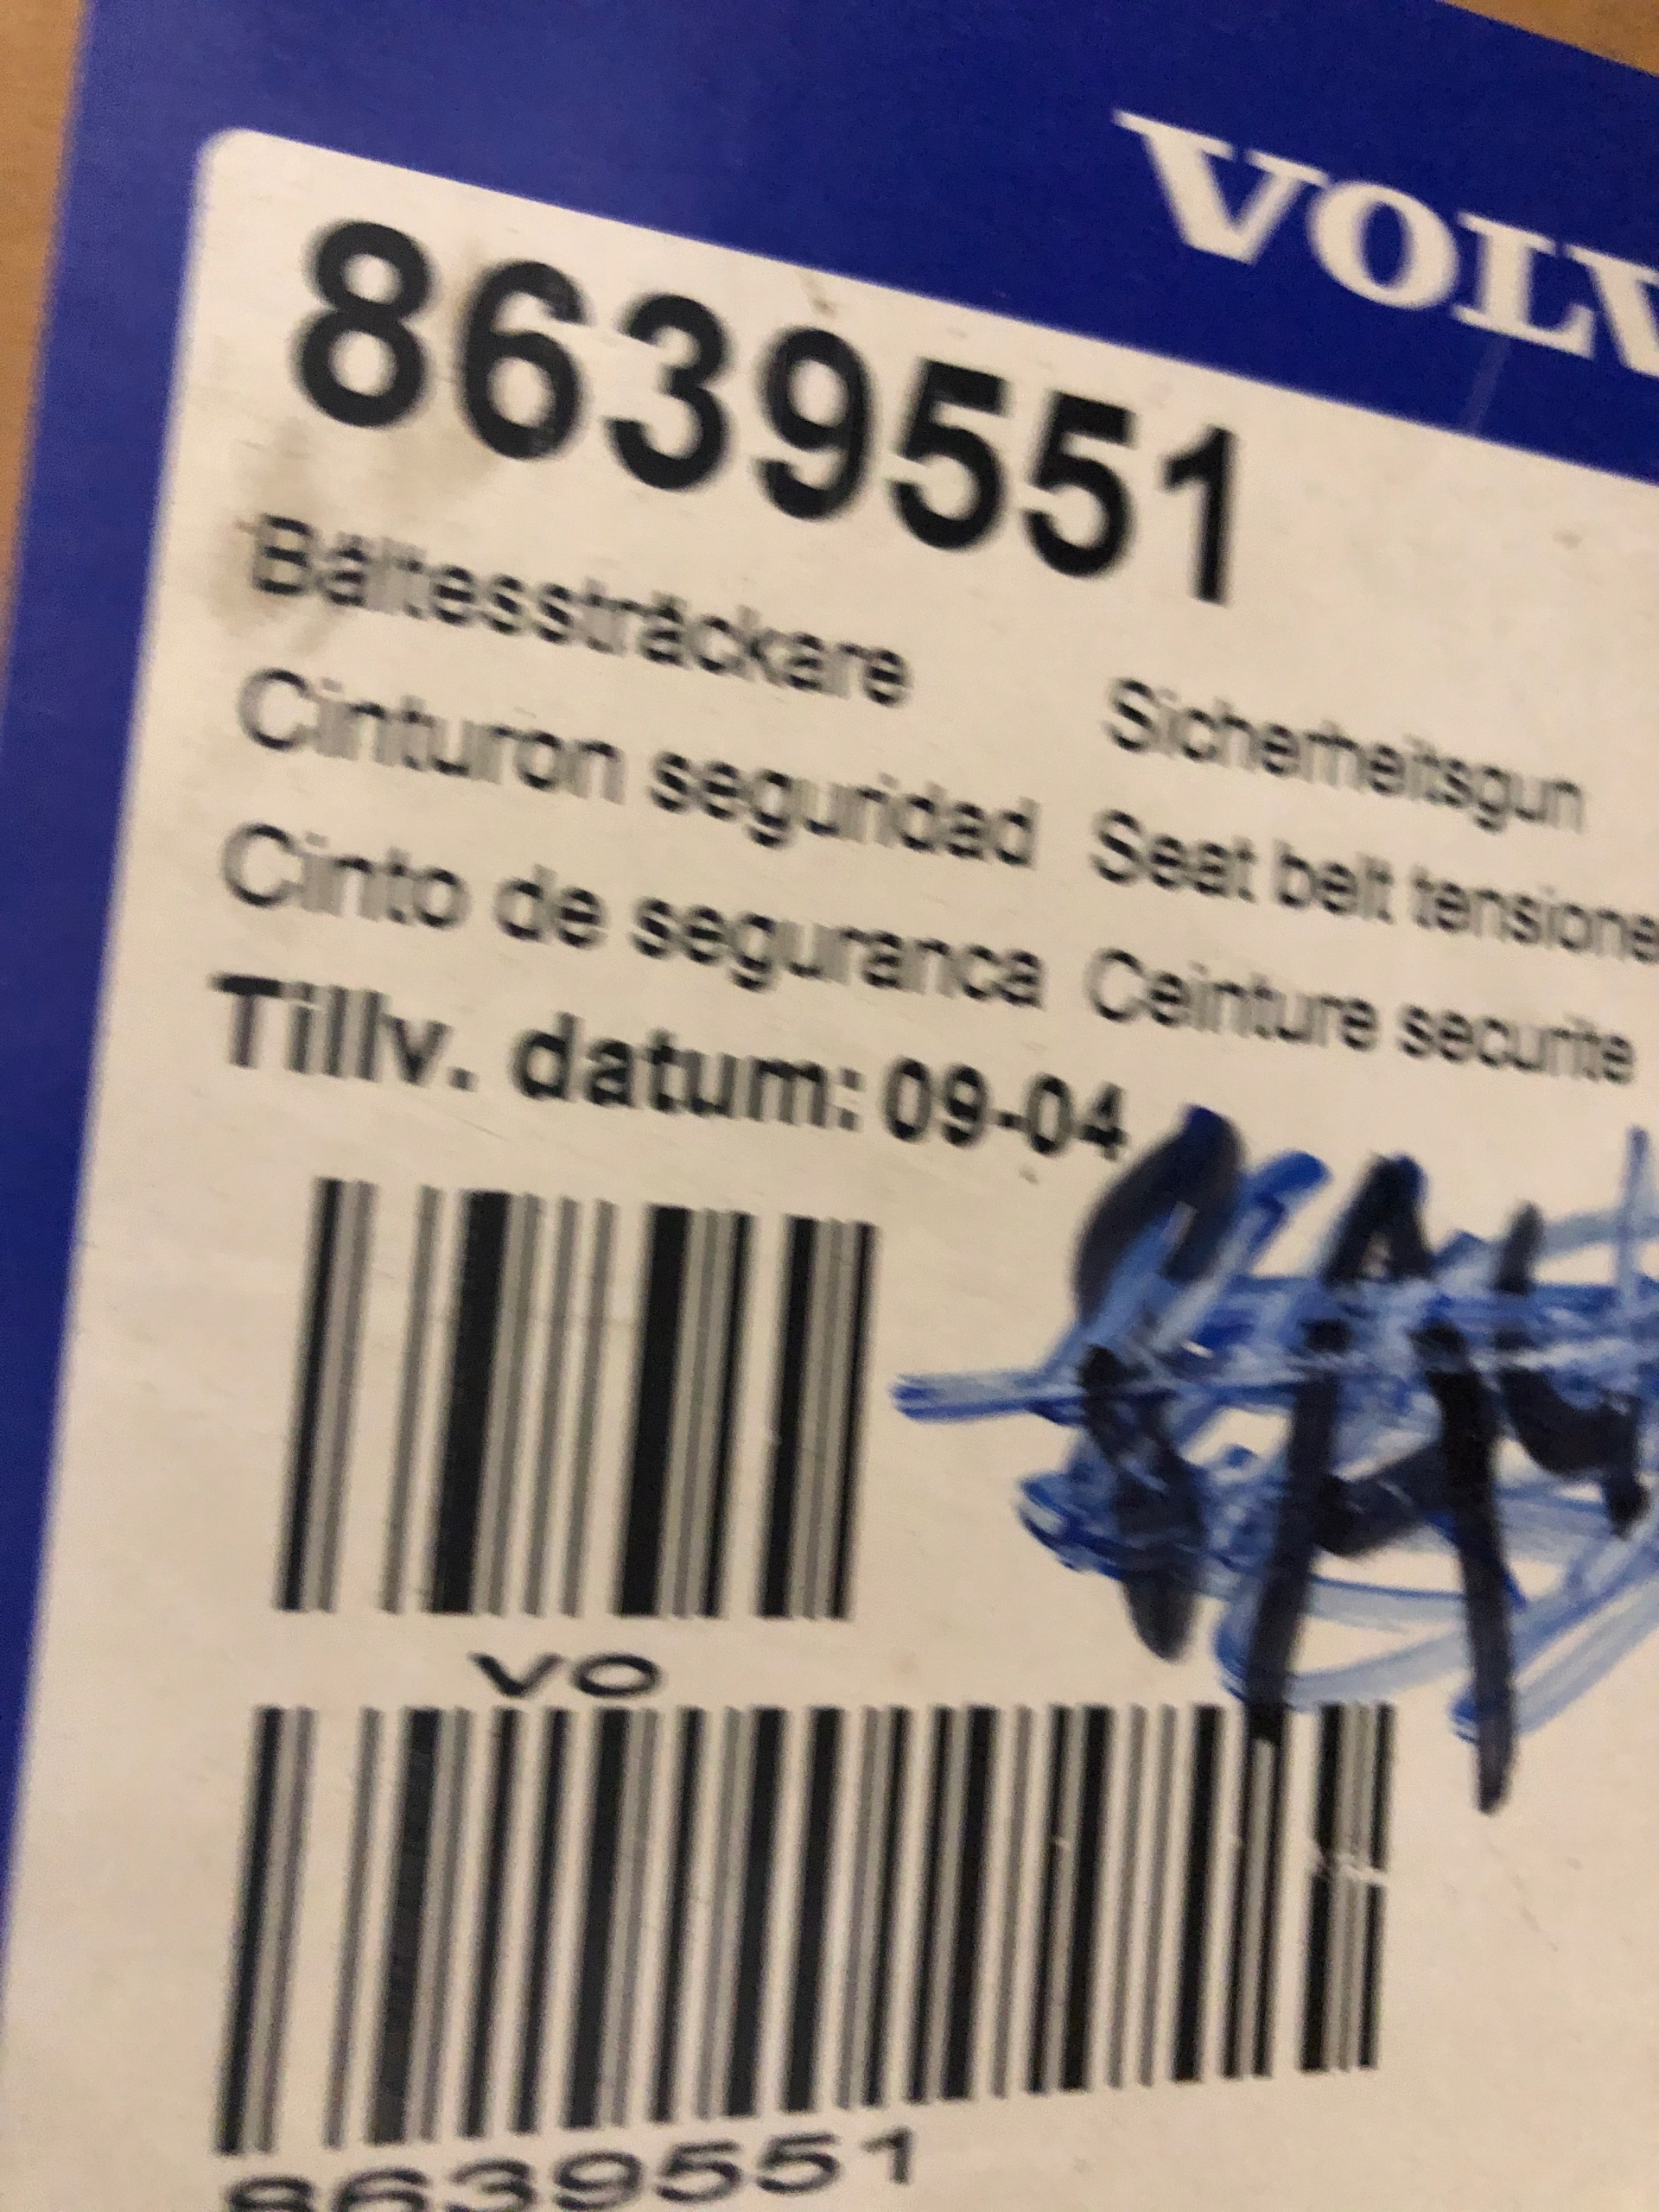 VOLV
8639551
Bältessträckare Sicherheitsgun
Cinturon seguridad Seat belt tensione
Cinto de seguranca Ceinture securite
Tillv. datum: 09-04
VO
8639551